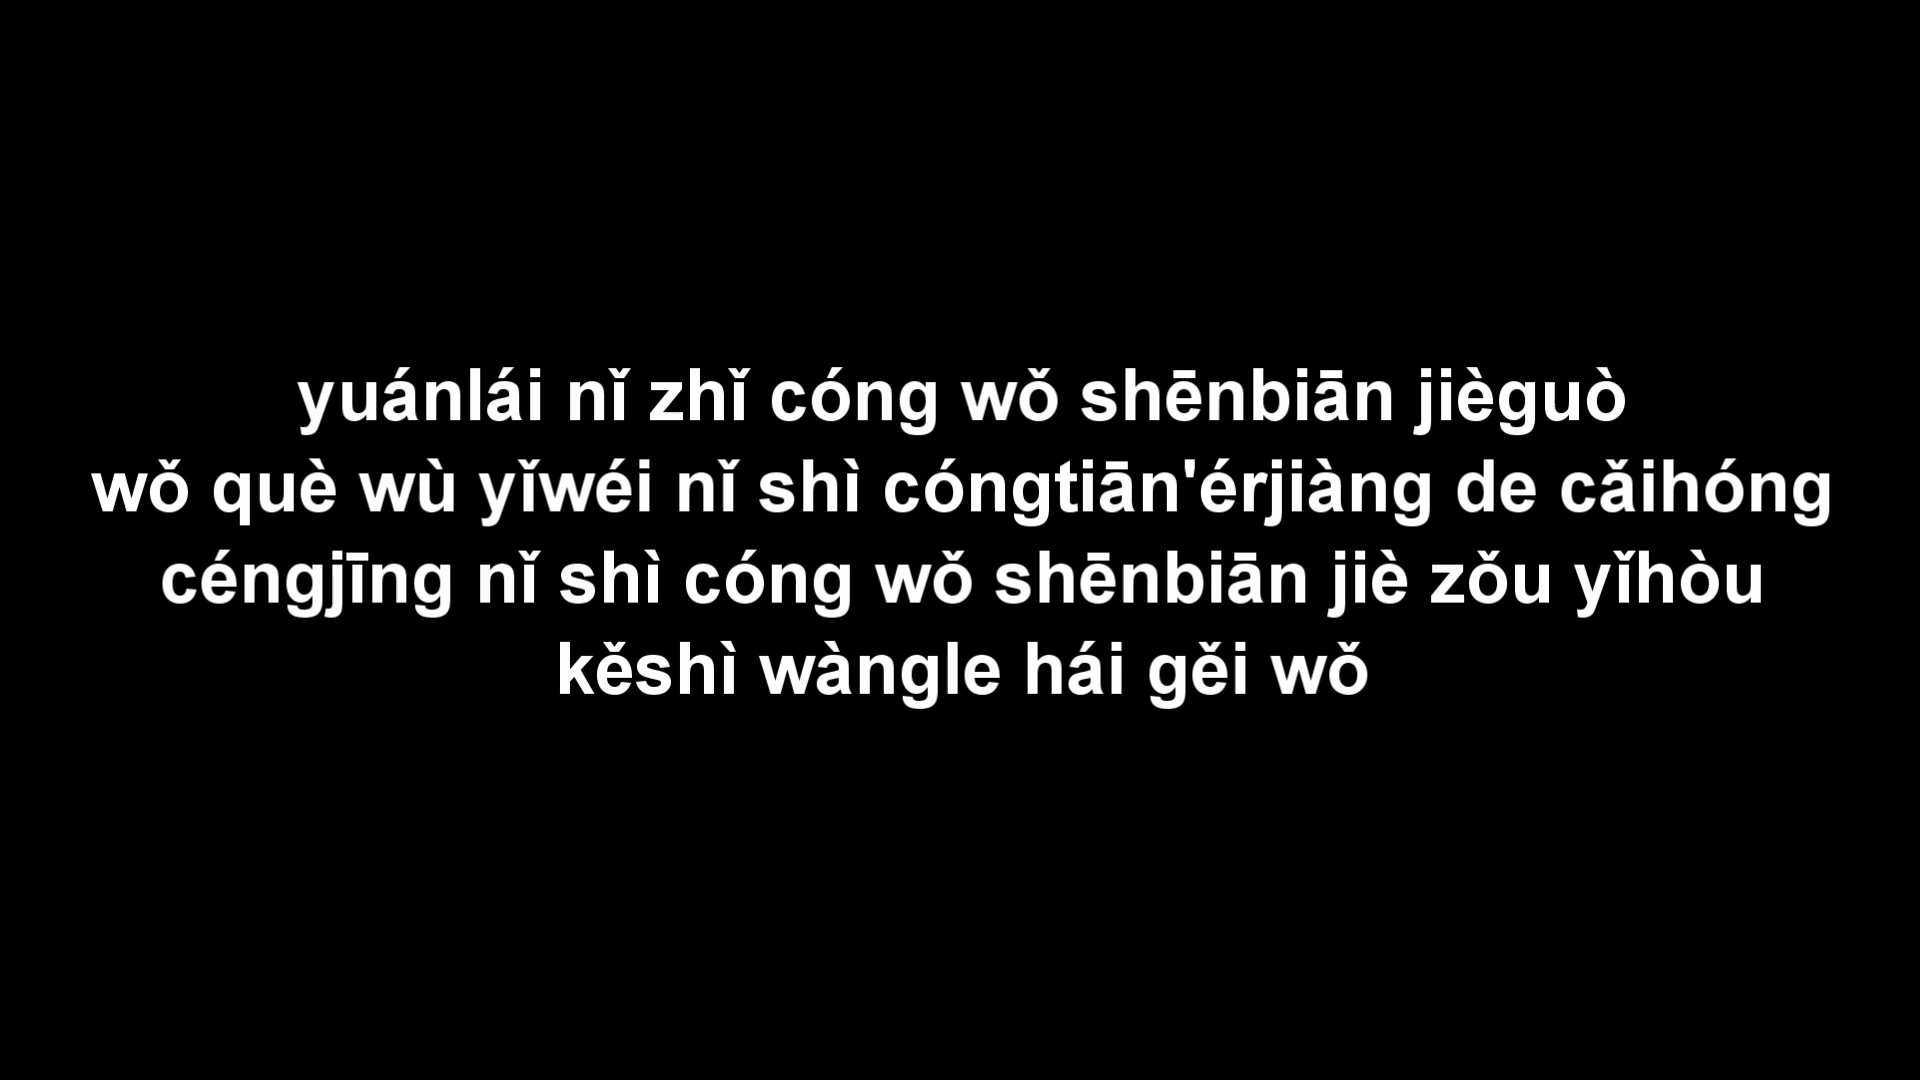 yuánlái nǐ zhǐ cóng wǒ shēnbiān jièguò
wǒ què wù yǐwéi nǐ shì cóngtiān'érjiàng de cǎihóng
céngjīng nǐ shì cóng wǒ shēnbiān jiè zǒu yǐhòu
kěshì wàngle hái gěi wǒ